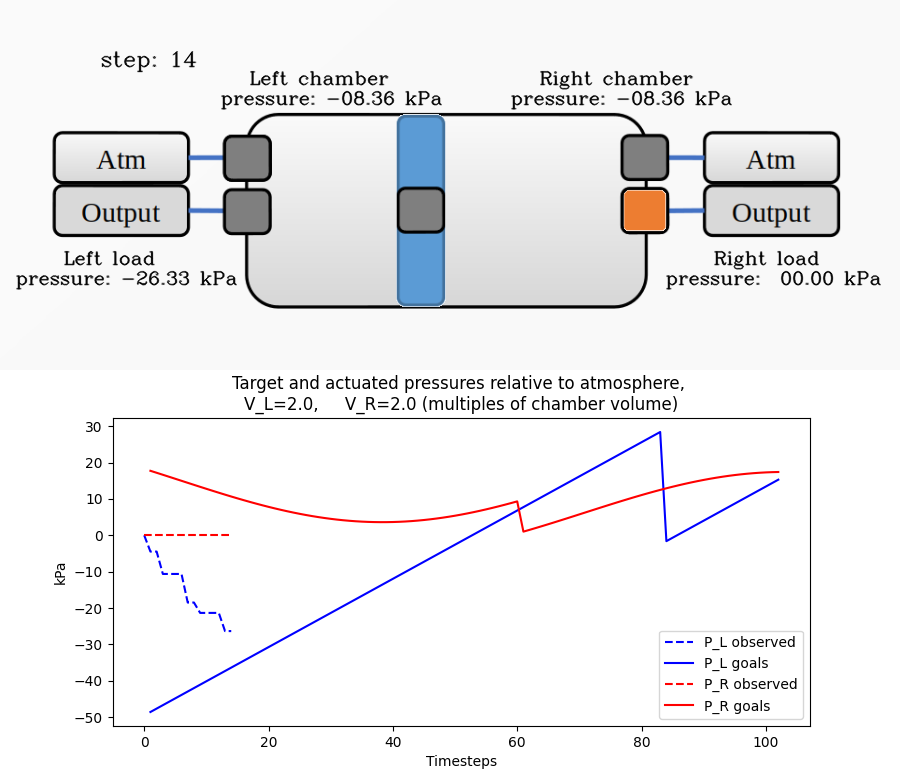 step: 14
Left chamber
pressure: -08.36 kPa
Right chamber
pressure: -08.36 kPa
Atm
Output
Atm
Output
Left load
pressure: -26.33 kPa
Right load
pressure:  00.00 kPa
Target and actuated pressures relative to atmosphere,
V_L=2.0,     V_R=2.0 (multiples of chamber volume)
30
20
10
0
−10
−20
−30
−40
−50
kPa
P_L observed
P_L goals
P_R observed
P_R goals
0 20 40 60 80 100
Timesteps